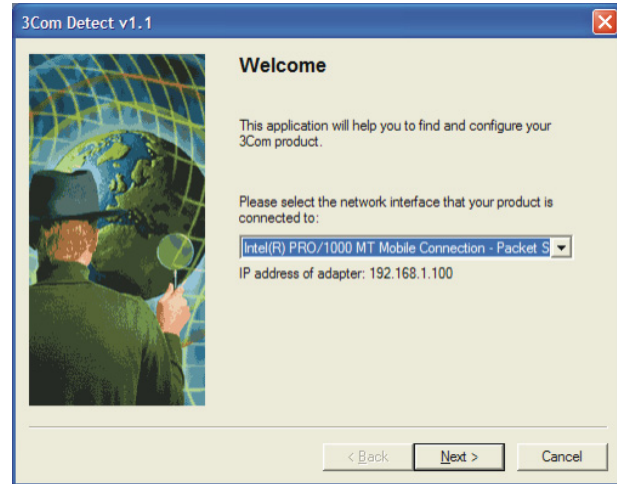 3Com Detect v1.1
Welcome
This application will help you to find and configure your
3Com product.
Please select the network interface that your product is
connected to:
Intel(R) PRO/1000 MT Mobile Connection - Packet S
IP address of adapter: 192.168.1.100
< Back
Next >
Cancel